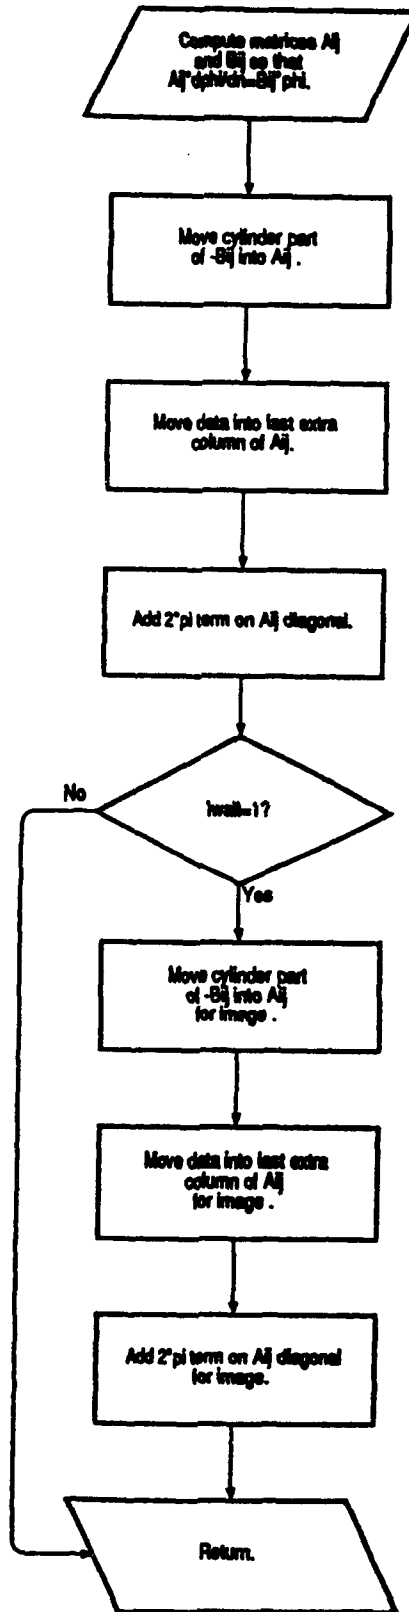 Compute matrices Aij
and Bij so that
Aij*dphi/dn=Bij*phi.
Move cylinder part
of -Bij into Aij .
Move data into last extra
column of Aij.
Add 2*pi term on Aij diagonal.
No
iwall=1?
Yes
Move cylinder part
of -Bij into Aij
for image .
Move data into last extra
column of Aij
for image .
Add 2*pi term on Aij diagonal
for image.
Return.